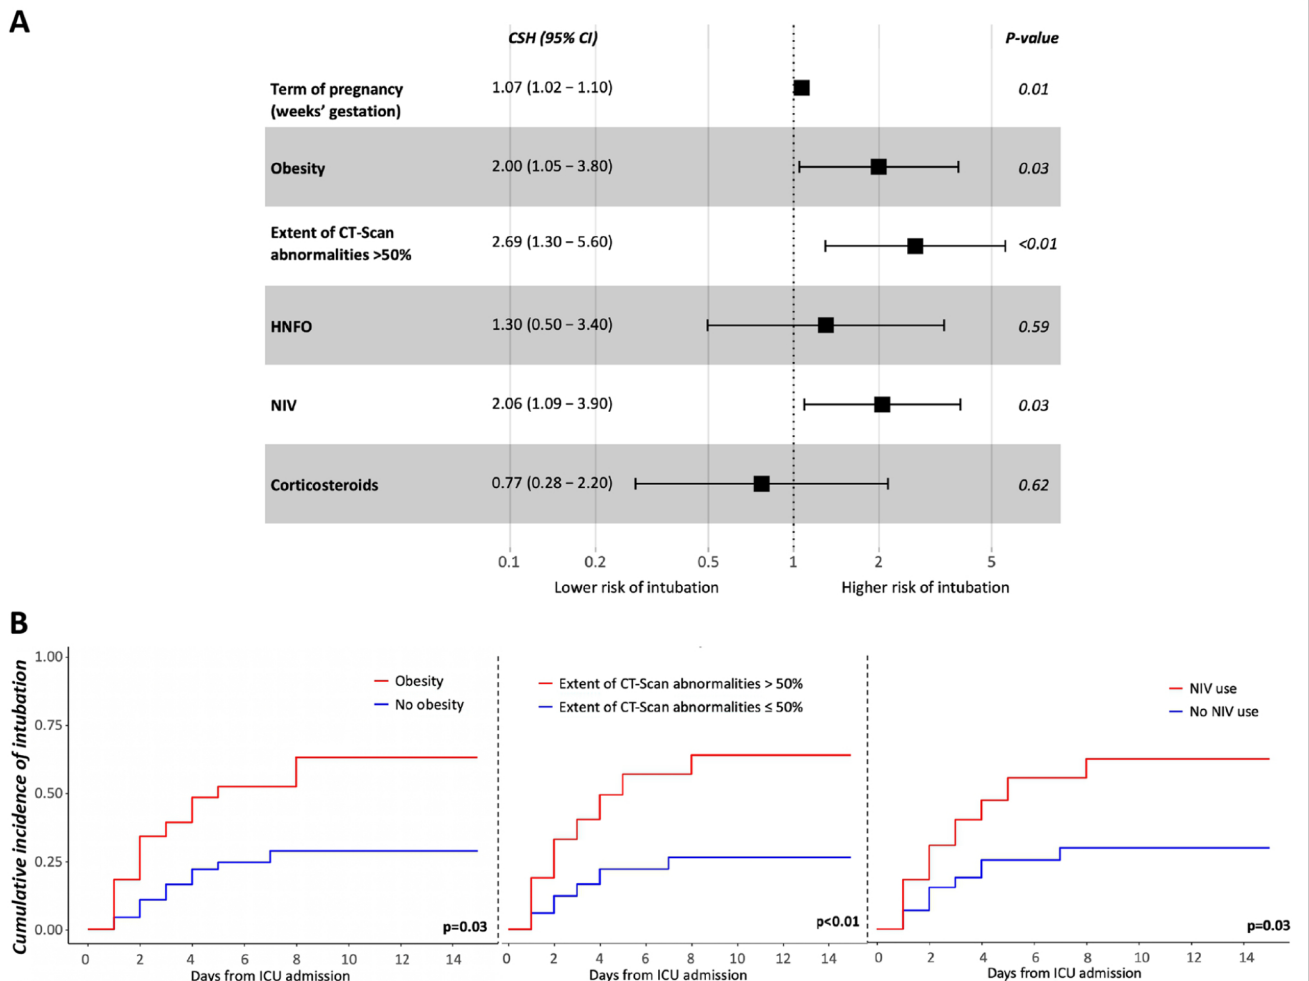 A
CSH (95% CI)
P-value
Term of pregnancy
(weeks' gestation)
1.07 (1.02 – 1.10)
0.01
Obesity
2.00 (1.05 – 3.80)
0.03
Extent of CT-Scan
abnormalities >50%
2.69 (1.30 – 5.60)
<0.01
HNFO
1.30 (0.50 – 3.40)
0.59
NIV
2.06 (1.09 – 3.90)
0.03
Corticosteroids
0.77 (0.28 – 2.20)
0.62
0.1 0.2 0.5 1 2 5
Lower risk of intubation
Higher risk of intubation
B
Cumulative incidence of intubation
1.00
0.75
0.50
0.25
0.00
Obesity
No obesity
p=0.03
0 2 4 6 8 10 12 14
Days from ICU admission
Extent of CT-Scan abnormalities > 50%
Extent of CT-Scan abnormalities ≤ 50%
p<0.01
0 2 4 6 8 10 12 14
Days from ICU admission
NIV use
No NIV use
p=0.03
0 2 4 6 8 10 12 14
Days from ICU admission